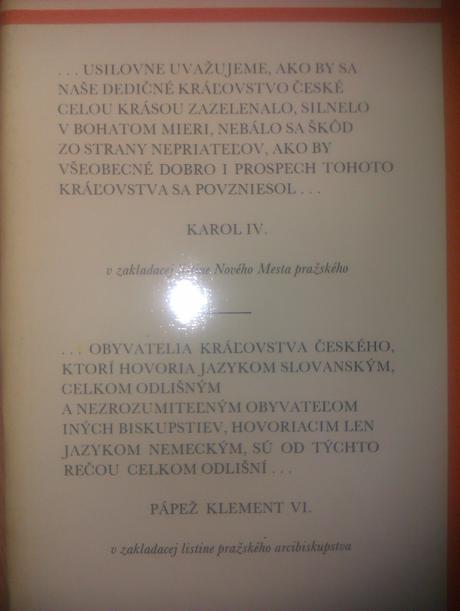 . . . USILOVNE UVAŽUJEME, AKO BY SA
NAŠE DEDIČNÉ KRÁĽOVSTVO ČESKÉ
CELOU KRÁSOU ZAZELENALO, SILNELO
V BOHATOM MIERI, NEBÁLO SA ŠKÔD
ZO STRANY NEPRIATEĽOV, AKO BY
VŠEOBECNÉ DOBRO I PROSPECH TOHOTO
KRÁĽOVSTVA SA POVZNIESOL . . .
KAROL IV.
v zakladacej listine Nového Mesta pražského
. . . OBYVATELIA KRÁĽOVSTVA ČESKÉHO,
KTORÍ HOVORIA JAZYKOM SLOVANSKÝM,
CELKOM ODLIŠNÝM
A NEZROZUMITEĽNÝM OBYVATEĽOM
INÝCH BISKUPSTIEV, HOVORIACIM LEN
JAZYKOM NEMECKÝM, SÚ OD TÝCHTO
REČOU CELKOM ODLIŠNÍ . . .
PÁPEŽ KLEMENT VI.
v zakladacej listine pražského arcibiskupstva